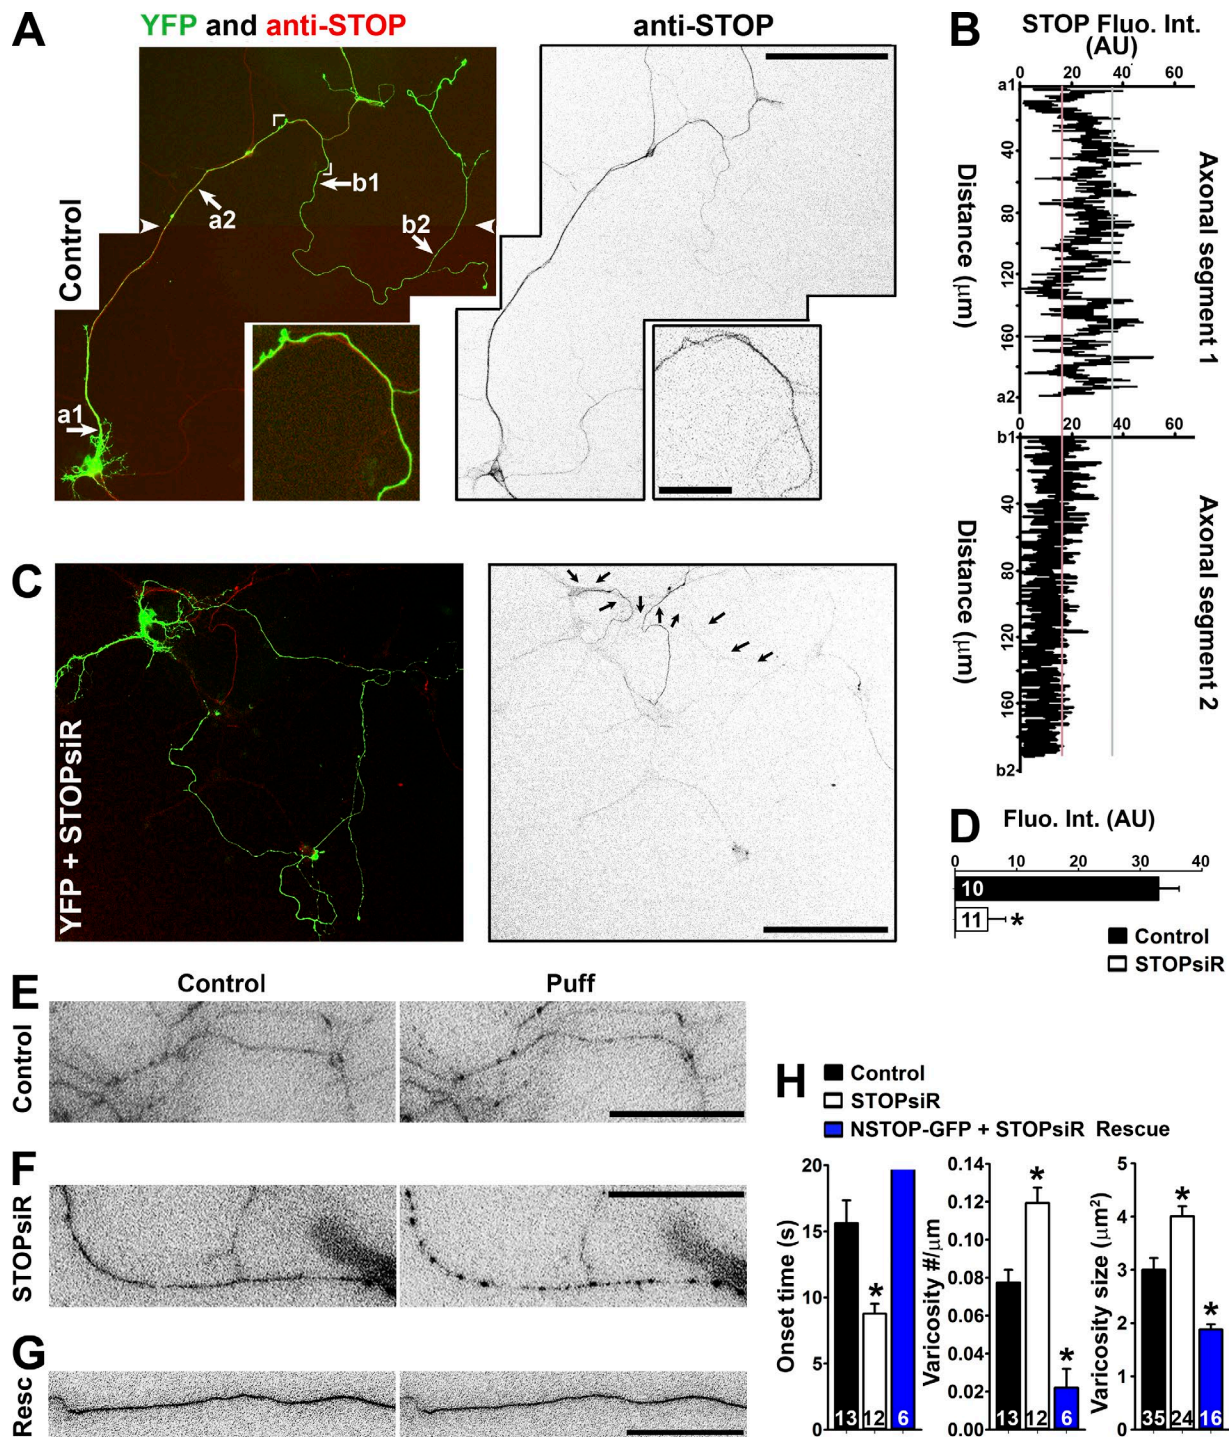 A
YFP and anti-STOP
anti-STOP
Control
a1
a2
b1
b2
B
STOP Fluo. Int.
(AU)
0 20 40 60
a1
40
80
120
160
a2
Distance (µm)
Axonal segment 1
0 20 40 60
b1
40
80
120
160
b2
Distance (µm)
Axonal segment 2
C
YFP + STOPsiR
D
Fluo. Int. (AU)
0 10 20 30 40
10
11 *
Control
STOPsiR
E
Control
Puff
Control
F
STOPsiR
G
Resc
H
Control
STOPsiR
NSTOP-GFP + STOPsiR Rescue
Onset time (s)
20
15
10
5
0
*
13 12 6
Varicosity #/µm
0.14
0.12
0.10
0.08
0.06
0.04
0.02
0.00
* *
13 12 6
Varicosity size (µm²)
5
4
3
2
1
0
* *
35 24 16